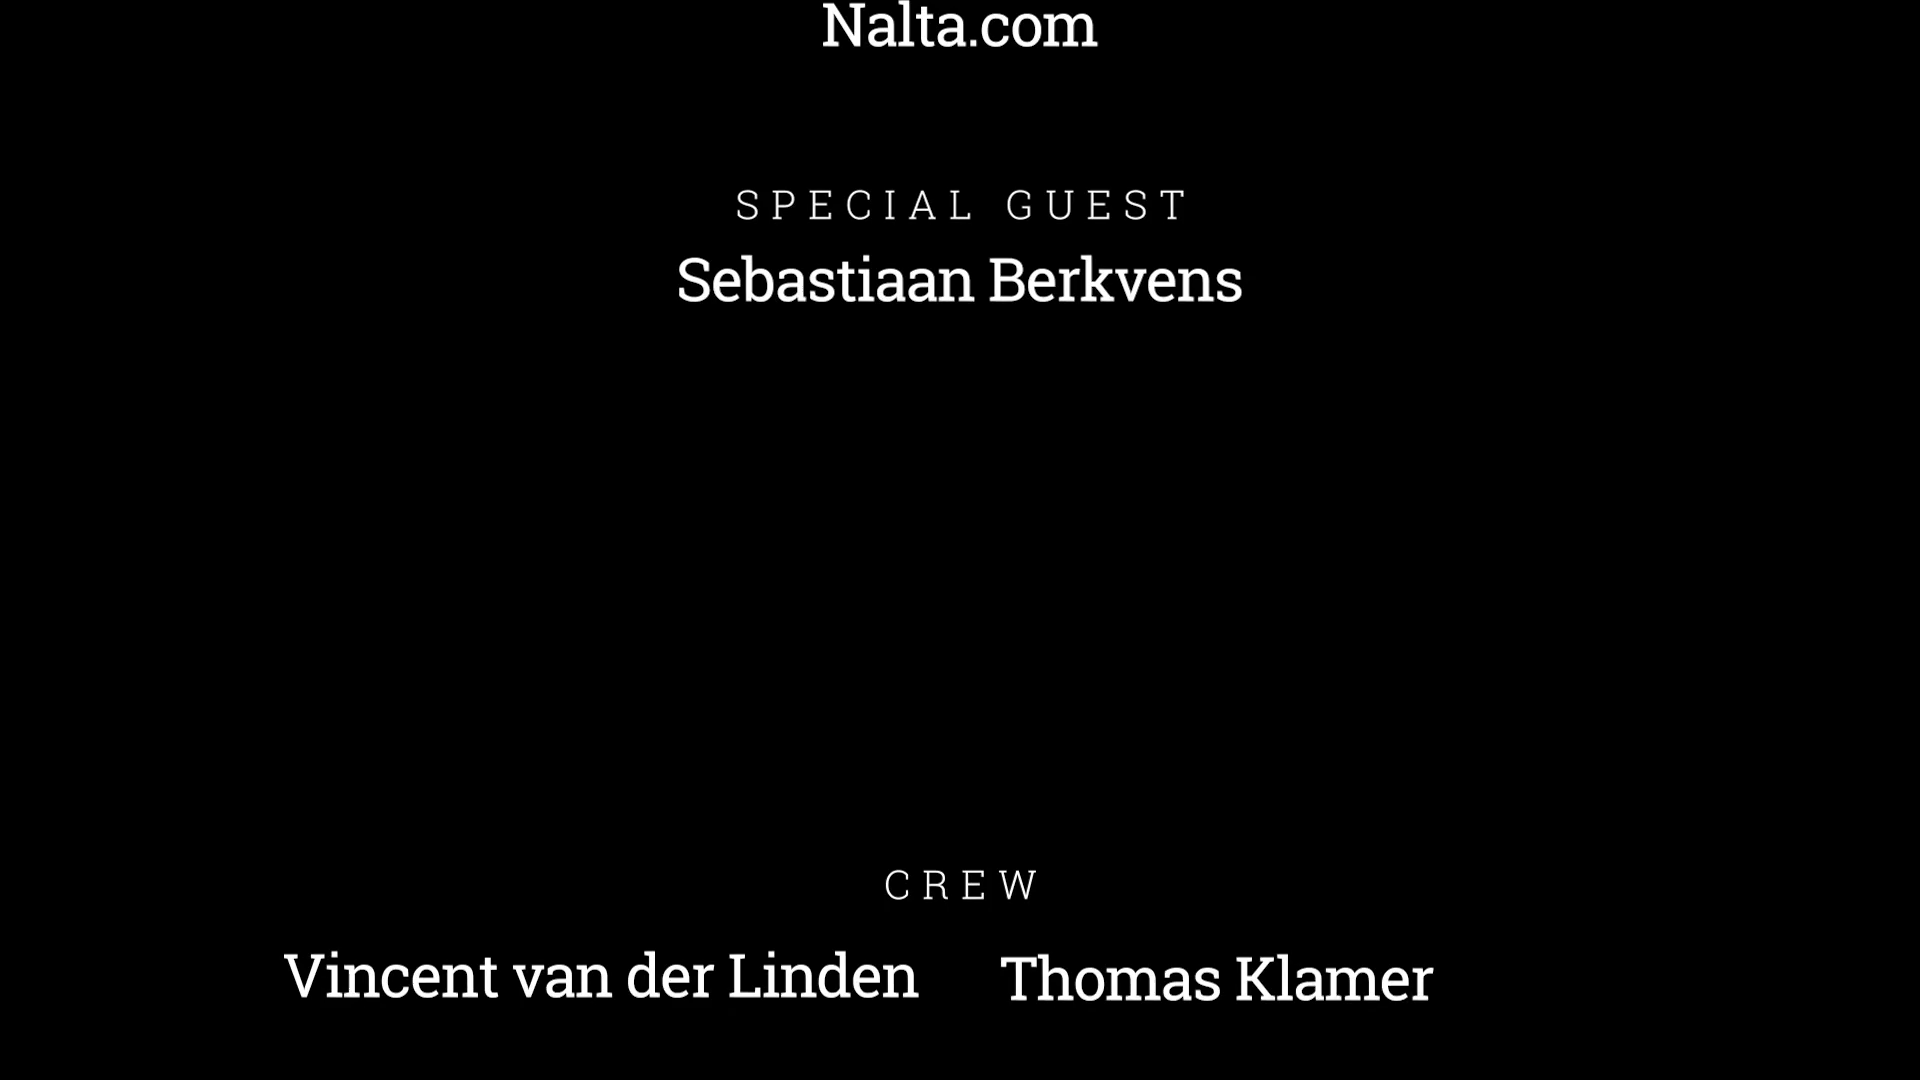 Nalta.com
SPECIAL GUEST
Sebastiaan Berkvens
CREW
Vincent van der Linden Thomas Klamer